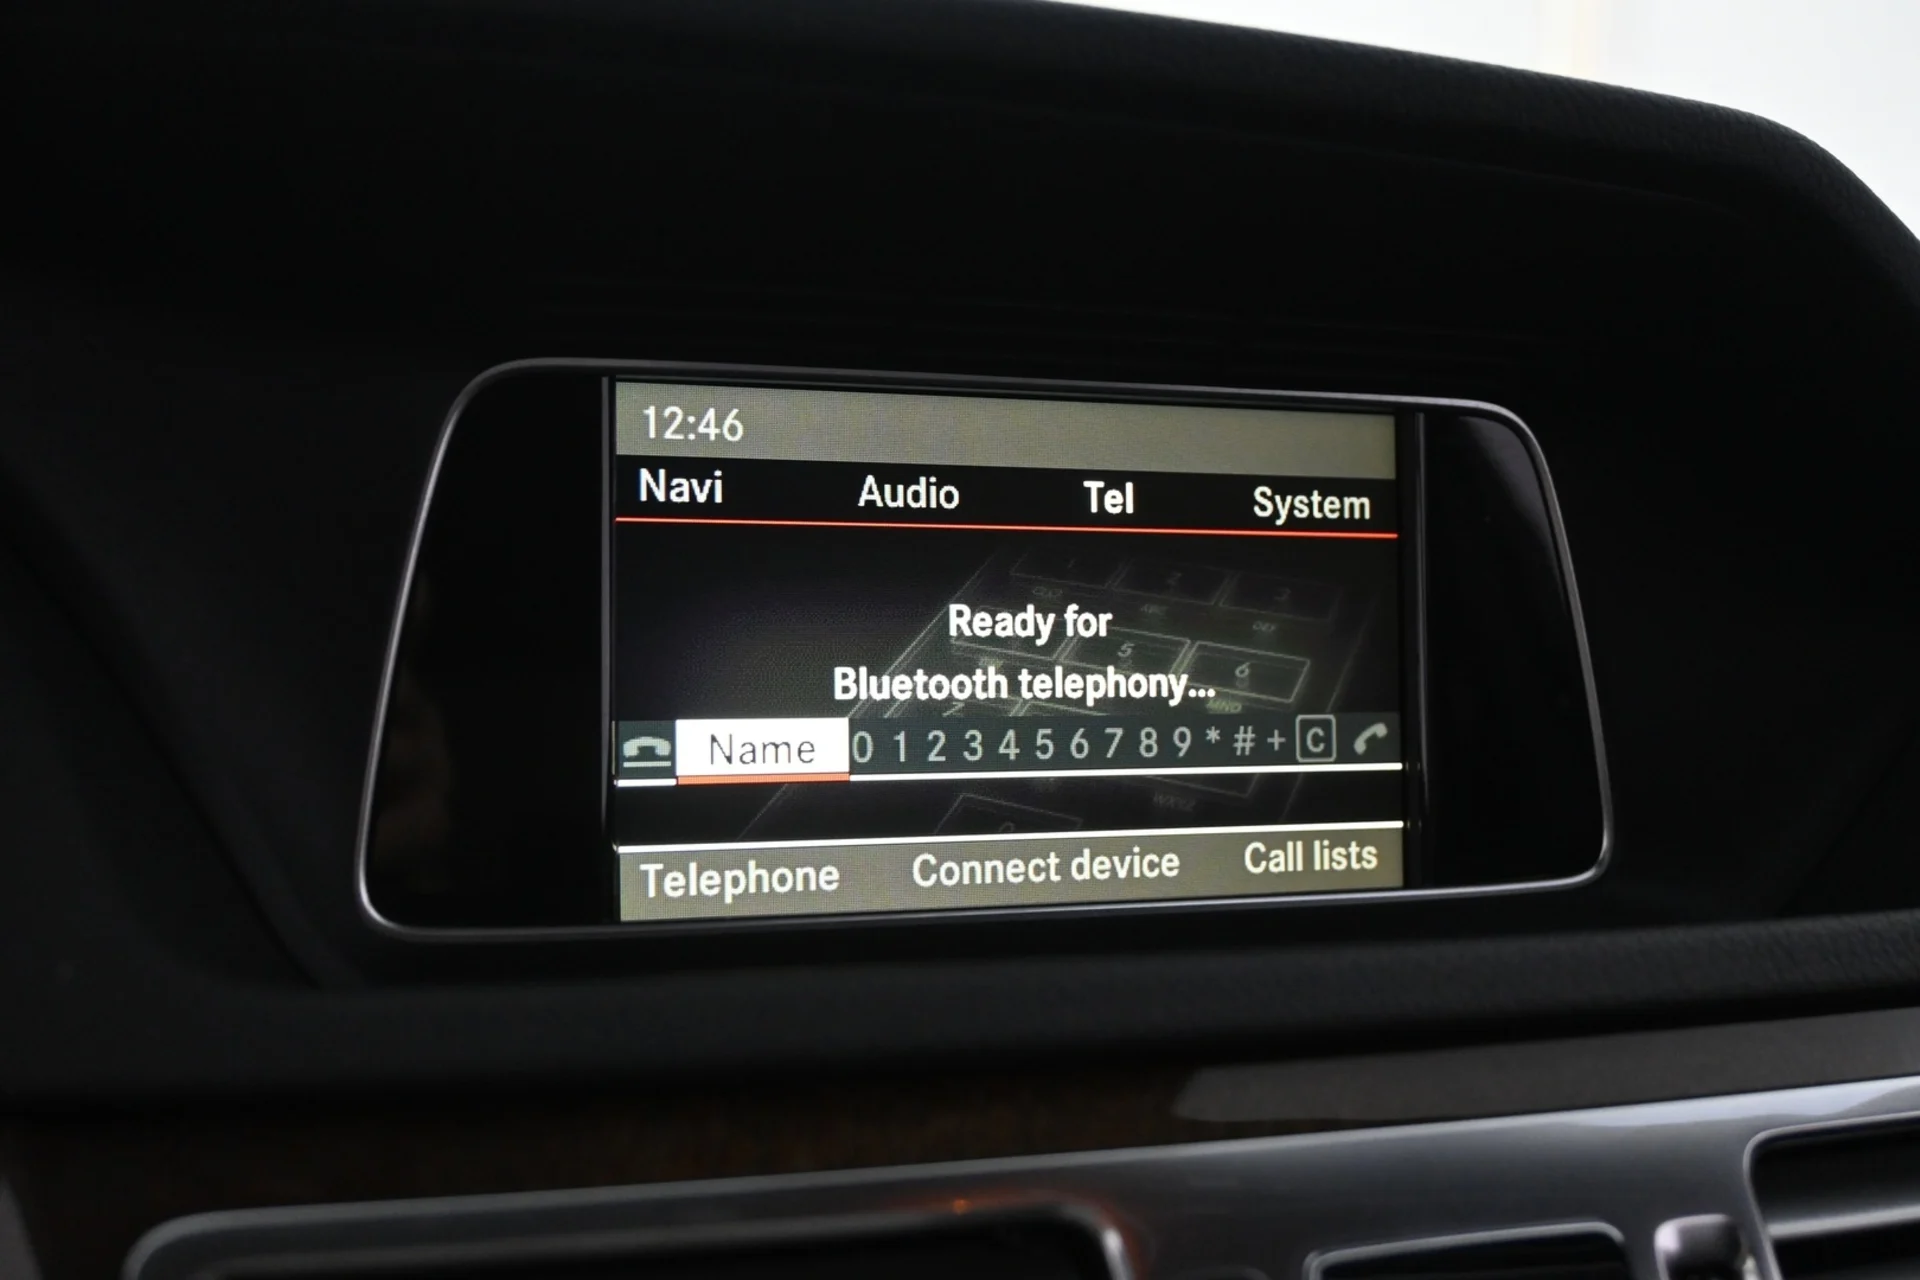 12:46
Navi Audio Tel System
Ready for
Bluetooth telephony...
Name 0 1 2 3 4 5 6 7 8 9 * # + C
Telephone Connect device Call lists